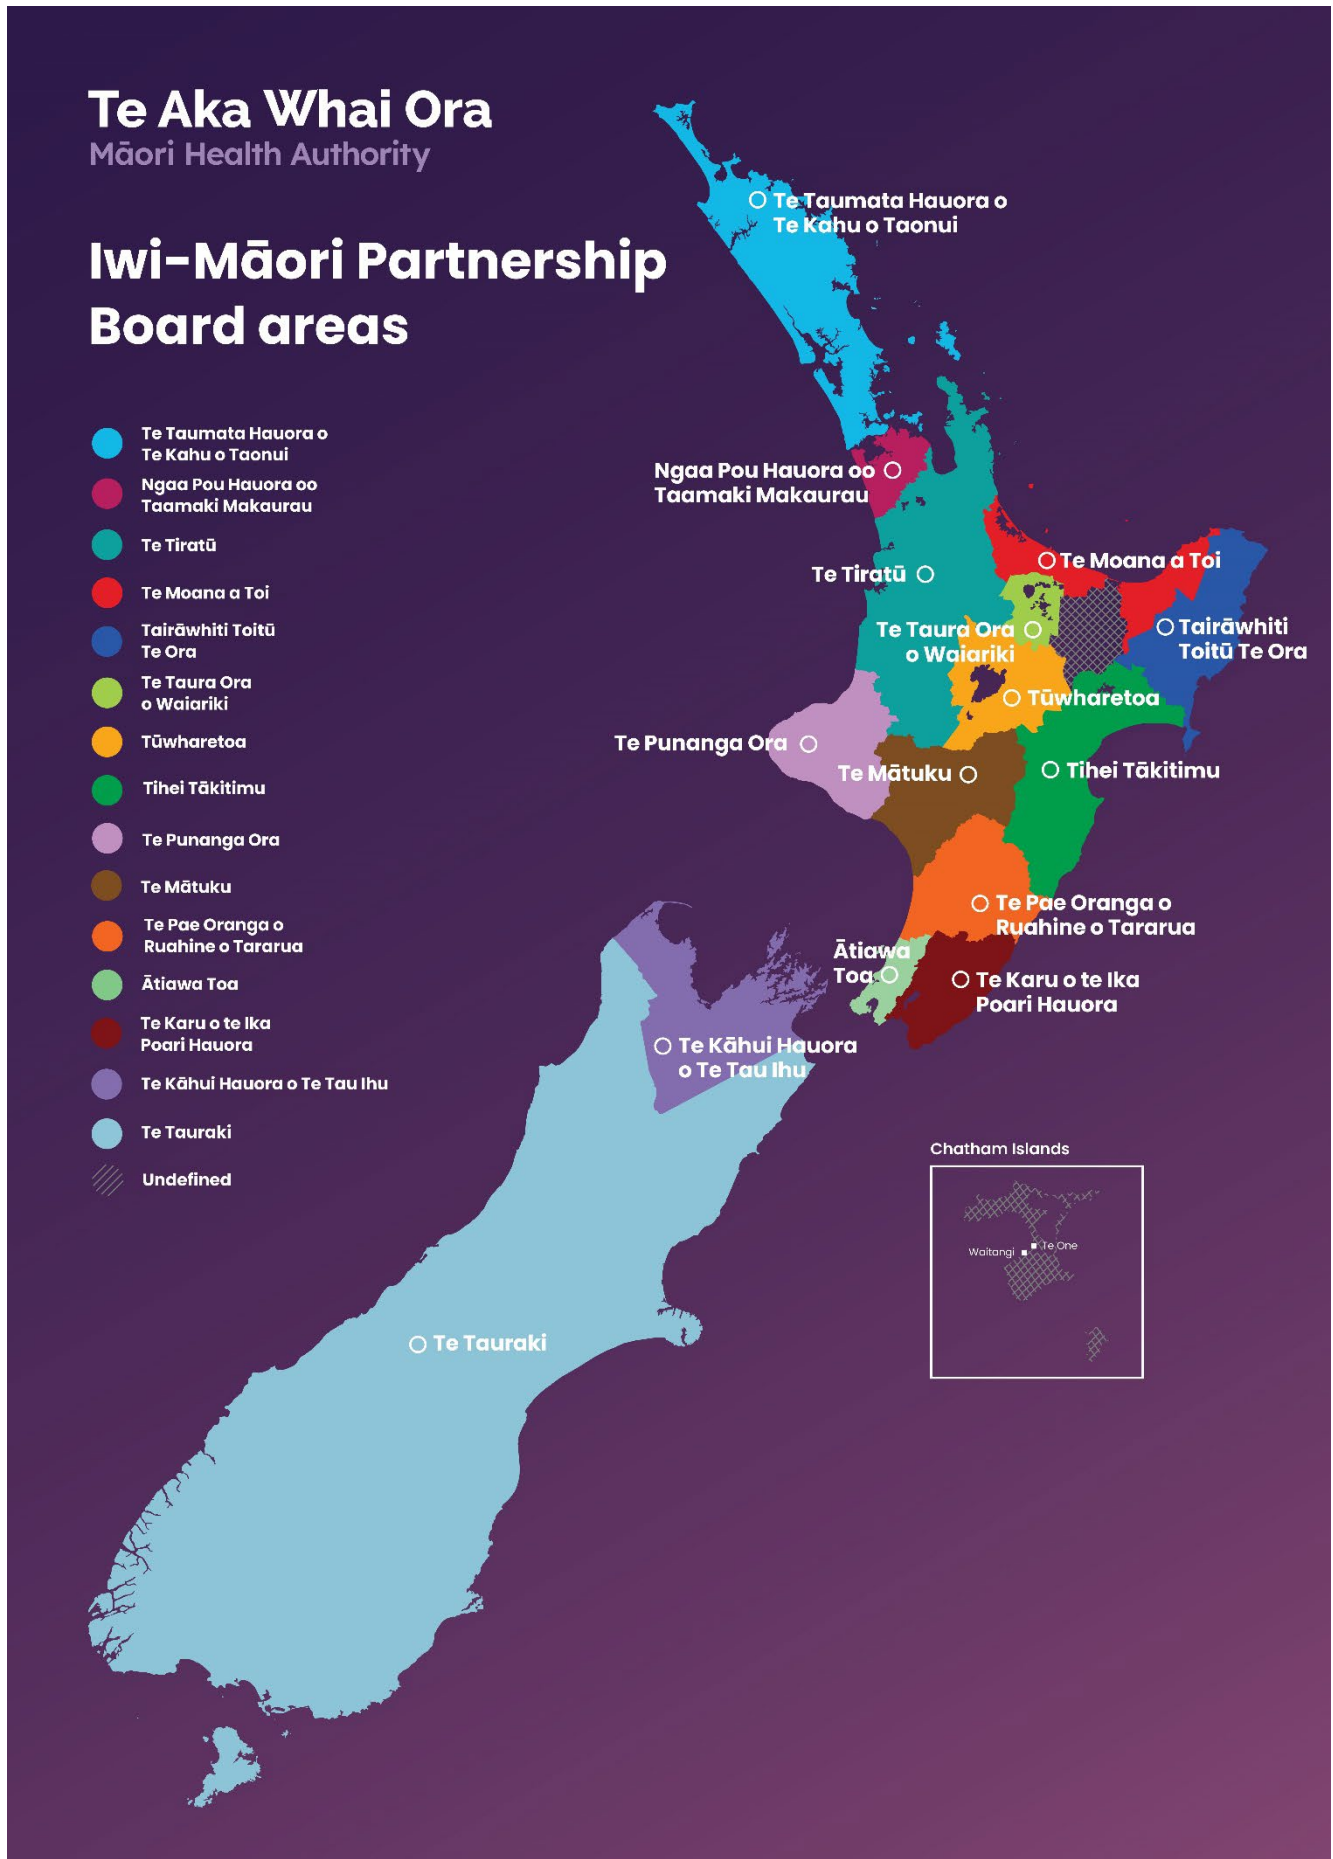 Te Aka Whai Ora
Māori Health Authority
Iwi-Māori Partnership
Board areas
Te Taumata Hauora o
Te Kahu o Taonui
Ngaa Pou Hauora oo
Taamaki Makaurau
Te Tiratū
Te Moana a Toi
Tairāwhiti Toitū
Te Ora
Te Taura Ora
o Waiariki
Tūwharetoa
Tihei Tākitimu
Te Punanga Ora
Te Mātuku
Te Pae Oranga o
Ruahine o Tararua
Ātiawa Toa
Te Karu o te Ika
Poari Hauora
Te Kāhui Hauora o Te Tau Ihu
Te Tauraki
Undefined
Te Taumata Hauora o
Te Kahu o Taonui
Ngaa Pou Hauora oo
Taamaki Makaurau
Te Moana a Toi
Te Tiratū
Te Taura Ora
o Waiariki
Tairāwhiti
Toitū Te Ora
Tūwharetoa
Te Punanga Ora
Te Mātuku
Tihei Tākitimu
Te Pae Oranga o
Ruahine o Tararua
Ātiawa
Toa
Te Karu o te Ika
Poari Hauora
Te Kāhui Hauora
o Te Tau Ihu
Te Tauraki
Chatham Islands
Te One
Waitangi